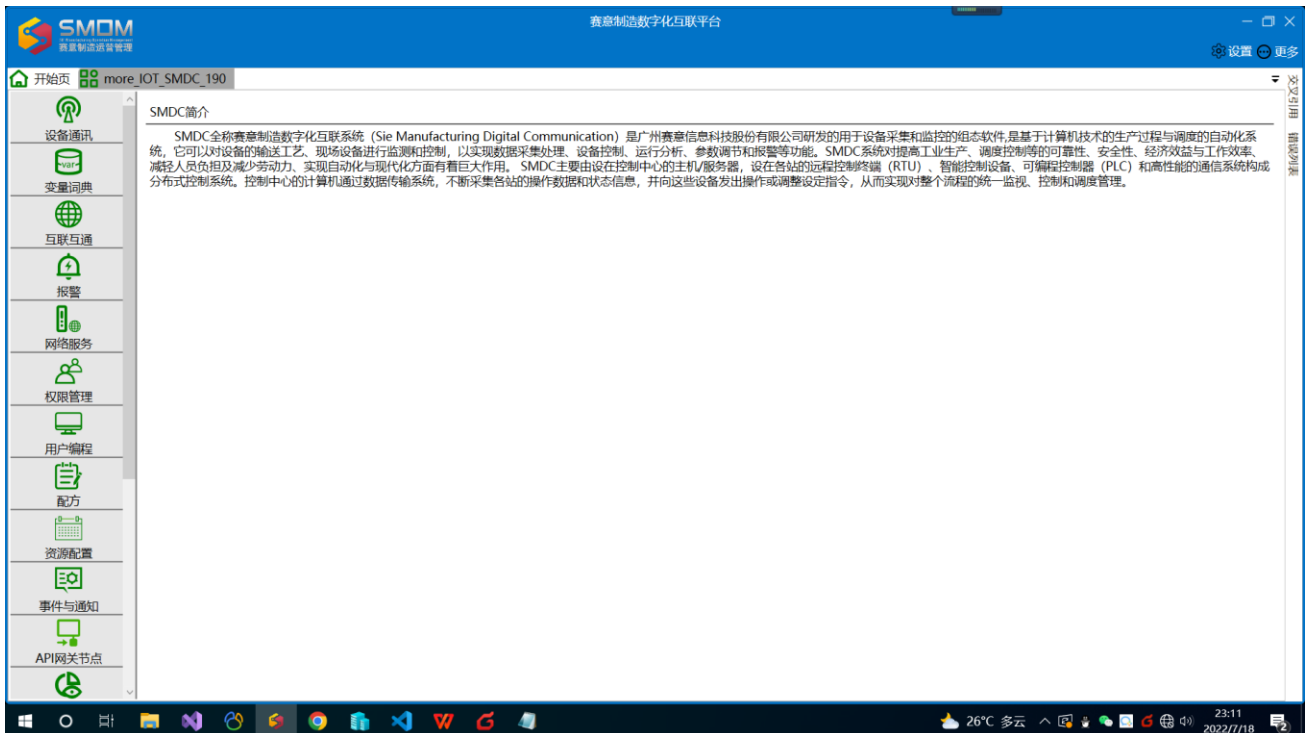 赛意制造数字化互联平台
SMOM
赛意制造运营管理
设置 更多
开始页 more_IOT_SMDC_190
设备通讯
变量词典
互联互通
报警
网络服务
权限管理
用户编程
配方
资源配置
事件与通知
API网关节点
SMDC简介
SMDC全称赛意制造数字化互联系统（Sie Manufacturing Digital Communication）是广州赛意信息科技股份有限公司研发的用于设备采集和监控的组态软件,是基于计算机技术的生产过程与调度的自动化系
统，它可以对设备的输送工艺、现场设备进行监测和控制，以实现数据采集处理、设备控制、运行分析、参数调节和报警等功能。SMDC系统对提高工业生产、调度控制等的可靠性、安全性、经济效益与工作效率、
减轻人员负担及减少劳动力、实现自动化与现代化方面有着巨大作用。 SMDC主要由设在控制中心的主机/服务器，设在各站的远程控制终端（RTU）、智能控制设备、可编程控制器（PLC）和高性能的通信系统构成
分布式控制系统。控制中心的计算机通过数据传输系统，不断采集各站的操作数据和状态信息，并向这些设备发出操作或调整设定指令，从而实现对整个流程的统一监视、控制和调度管理。
交叉引用
错误列表
26°C 多云
23:11
2022/7/18